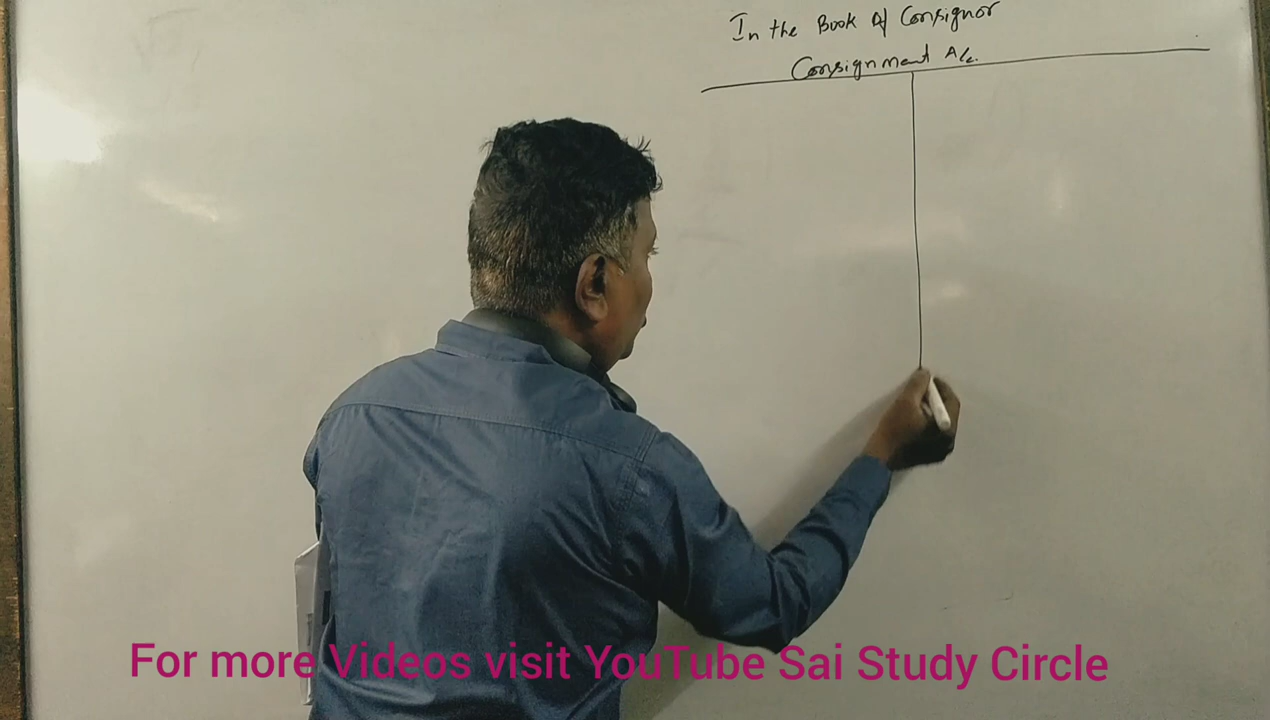 In the Book Of Consignor
Consignment A/c.
For more Videos visit YouTube Sai Study Circle